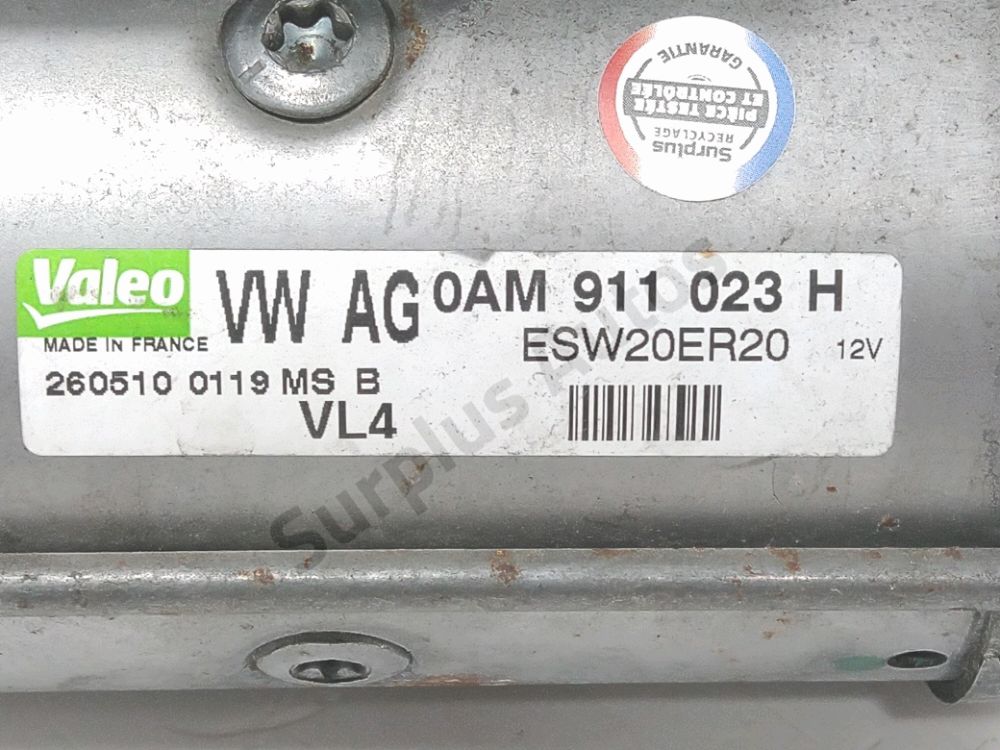 GARANTIE
PIÈCE TESTÉE
ET CONTRÔLÉE
Surplus
RECYCLAGE
Valeo
VW AG
0AM 911 023 H
MADE IN FRANCE
ESW20ER20
12V
260510 0119 MS B
VL4
Surplus Autos